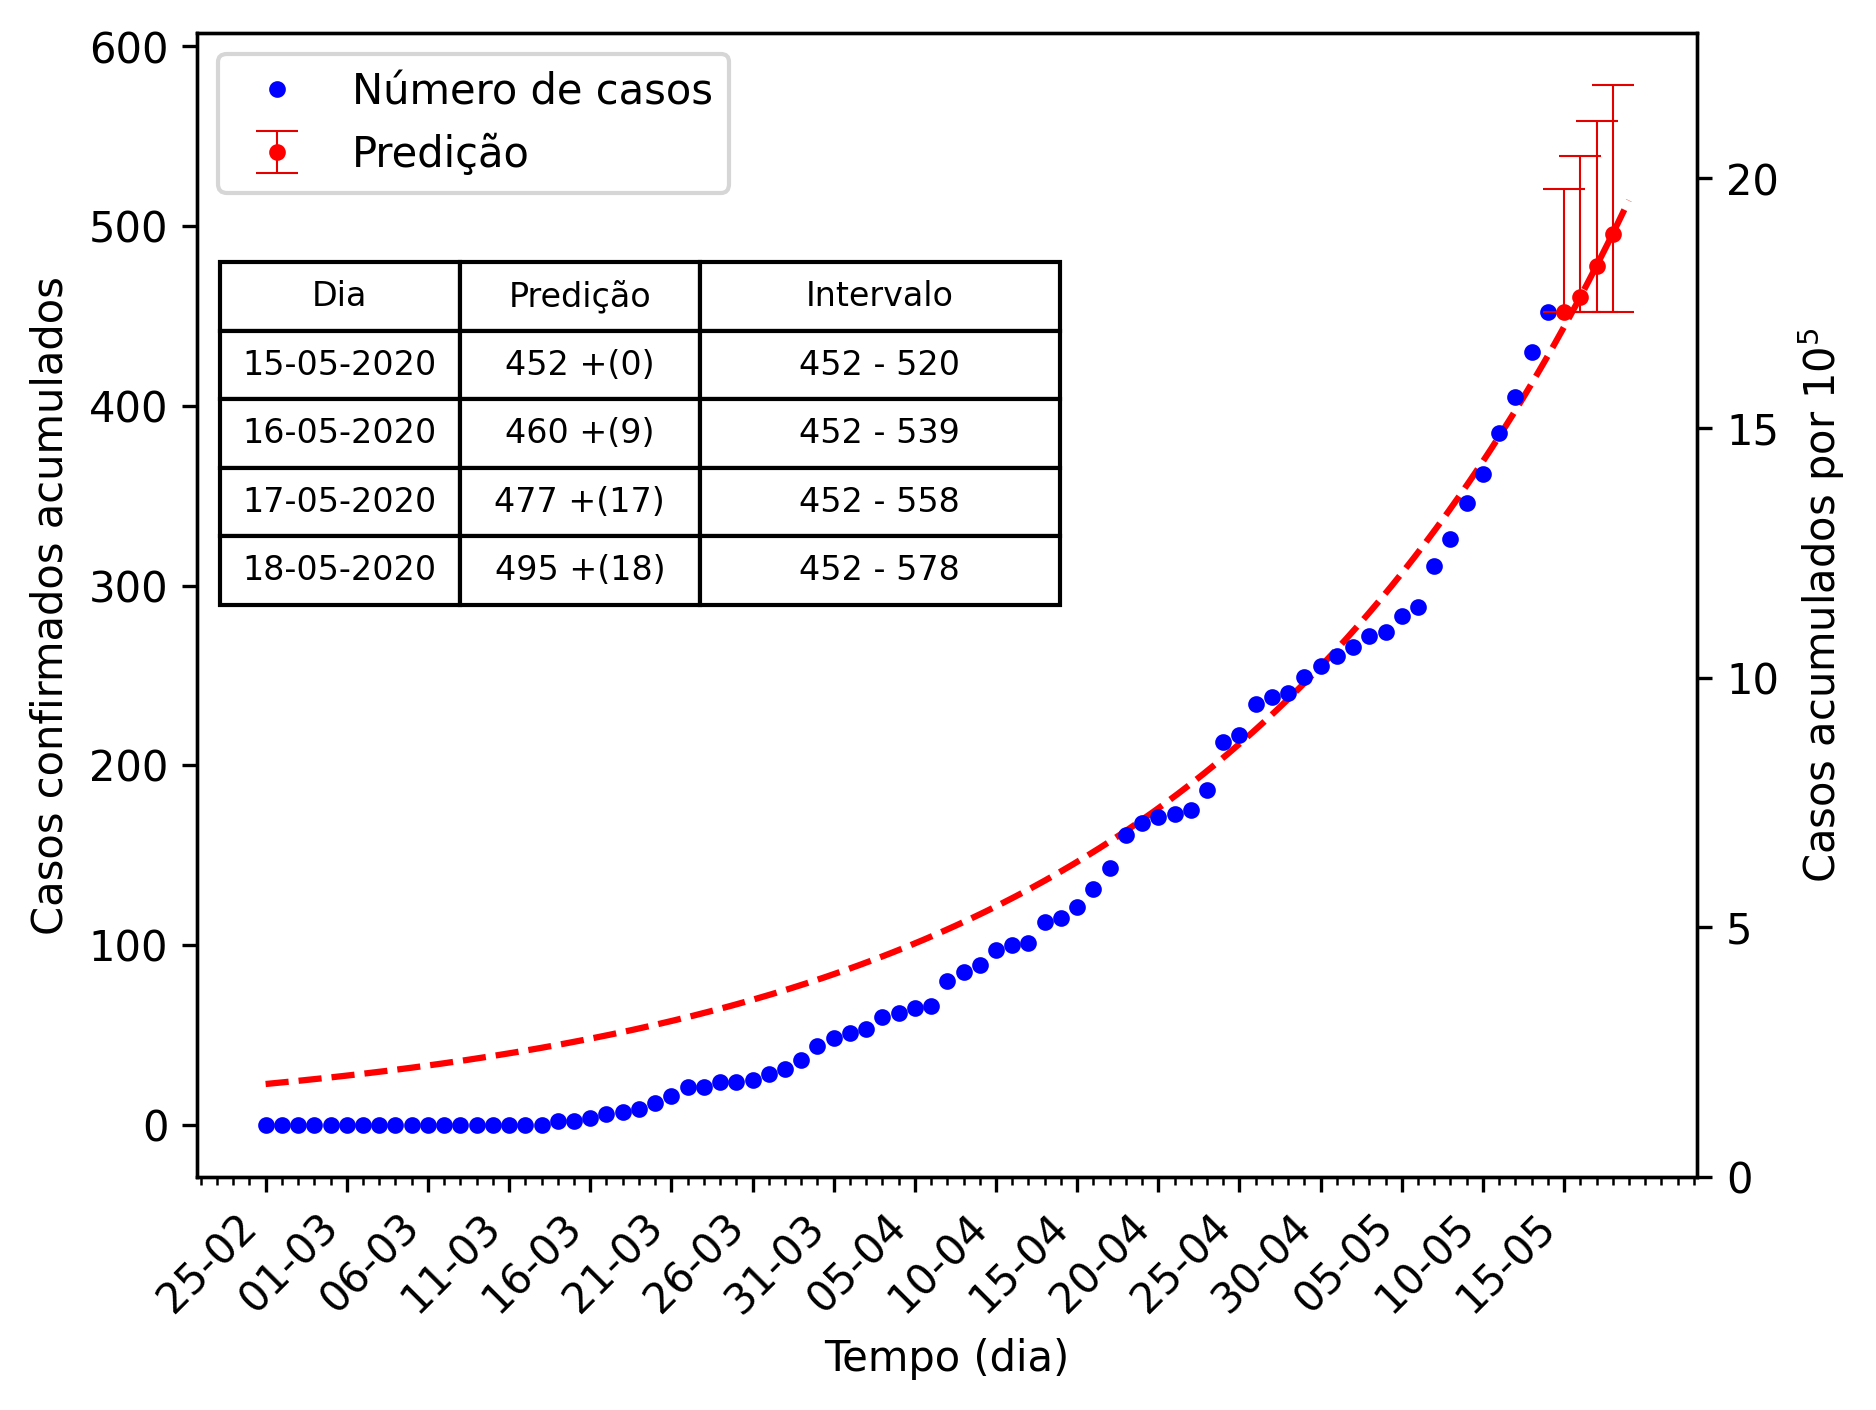 Número de casos
Predição
Dia Predição Intervalo
15-05-2020 452 +(0) 452 - 520
16-05-2020 460 +(9) 452 - 539
17-05-2020 477 +(17) 452 - 558
18-05-2020 495 +(18) 452 - 578
Casos confirmados acumulados
600
500
400
300
200
100
0
Casos acumulados por 10⁵
20
15
10
5
0
25-02 01-03 06-03 11-03 16-03 21-03 26-03 31-03 05-04 10-04 15-04 20-04 25-04 30-04 05-05 10-05 15-05
Tempo (dia)